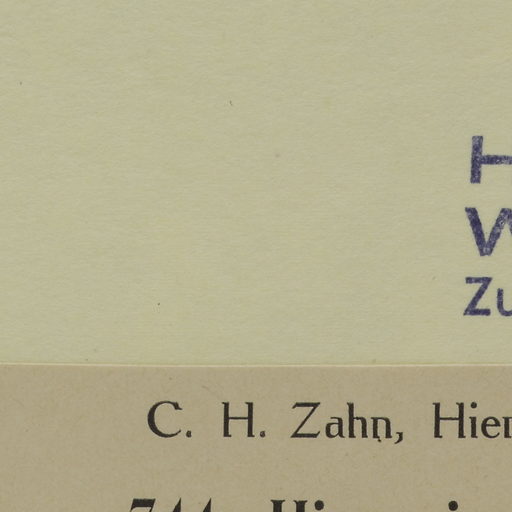 H
W
Zu
C. H. Zahn, Hier